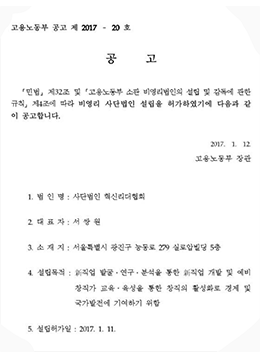 고용노동부 공고 제 2017 - 20 호
공 고
「민법」 제32조 및 「고용노동부 소관 비영리법인의 설립 및 감독에 관한
규칙」 제4조에 따라 비영리 사단법인 설립을 허가하였기에 다음과 같
이 공고합니다.
2017. 1. 12
고용노동부 장관
1. 법 인 명 : 사단법인 혁신리더협회
2. 대 표 자 : 서 창 원
3. 소 재 지 : 서울특별시 광진구 능동로 279 실로암빌딩 5층
4. 설립목적 : 新직업 발굴·연구·분석을 통한 新직업 개발 및 예비
창직가 교육·육성을 통한 창직의 활성화로 경제 및
국가발전에 기여하기 위함
5. 설립허가일 : 2017. 1. 11.